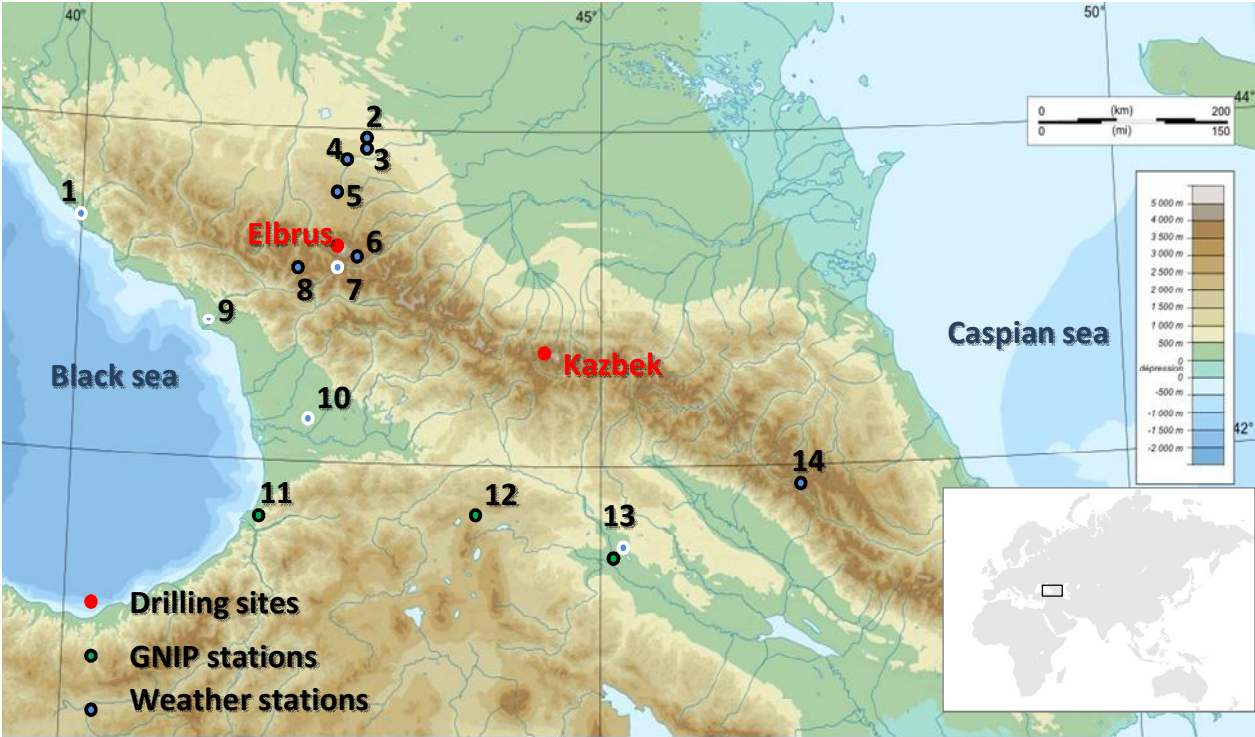 40°
45°
50°
44°
0 (km) 200
0 (mi) 150
2
4
3
1
5
Elbrus
6
8
7
9
5 000 m
4 000 m
3 500 m
3 000 m
2 500 m
2 000 m
1 500 m
1 000 m
500 m
0
dépression
0
-500 m
-1 000 m
-1 500 m
-2 000 m
Caspian sea
Kazbek
Black sea
10
42°
14
11
12
13
Drilling sites
GNIP stations
Weather stations